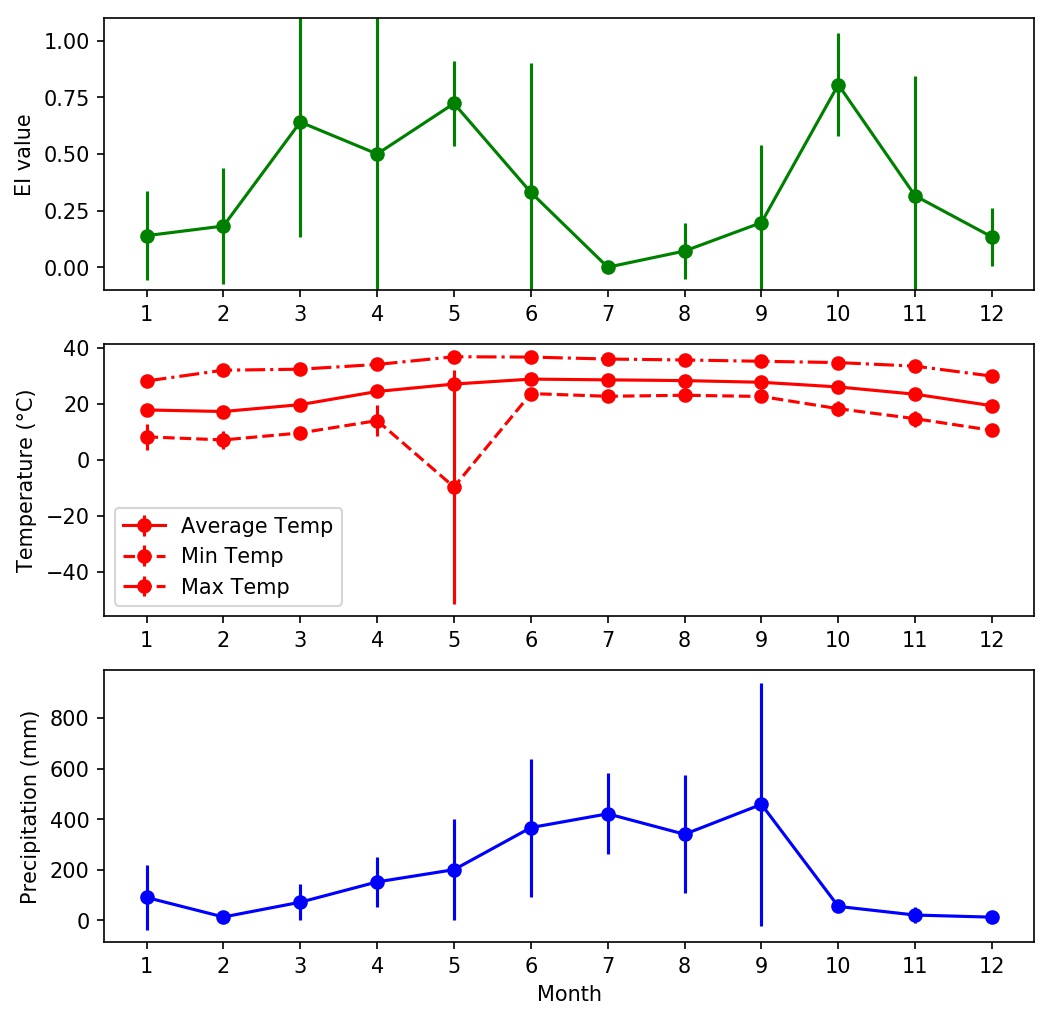 EI value
1.00
0.75
0.50
0.25
0.00
1 2 3 4 5 6 7 8 9 10 11 12
Temperature (°C)
40
20
0
−20
−40
Average Temp
Min Temp
Max Temp
1 2 3 4 5 6 7 8 9 10 11 12
Precipitation (mm)
800
600
400
200
0
1 2 3 4 5 6 7 8 9 10 11 12
Month